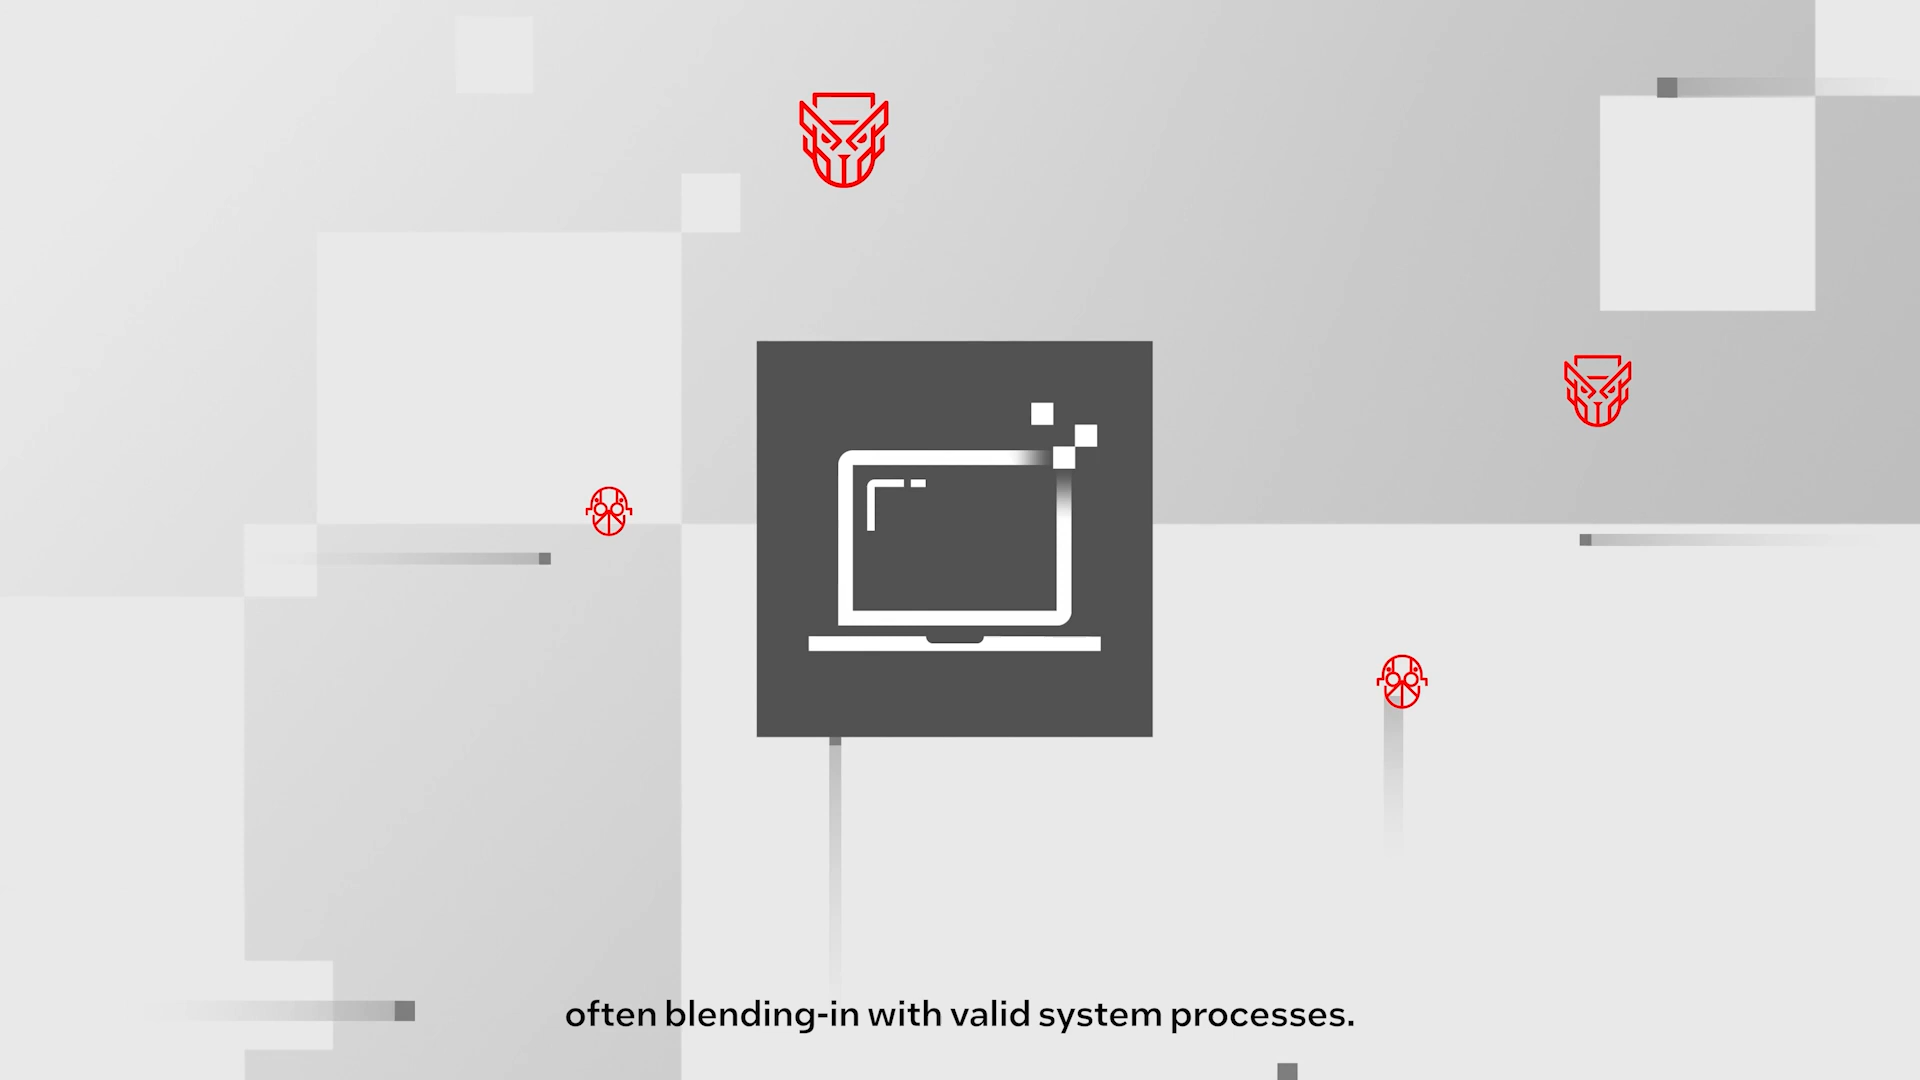 often blending-in with valid system processes.